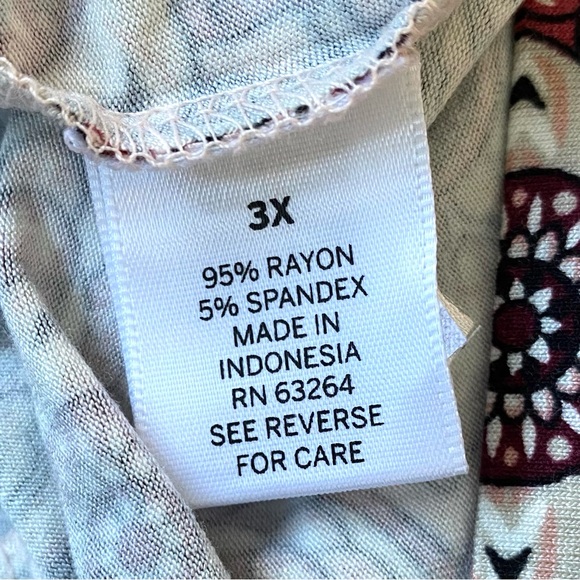 3X
95% RAYON
5% SPANDEX
MADE IN
INDONESIA
RN 63264
SEE REVERSE
FOR CARE